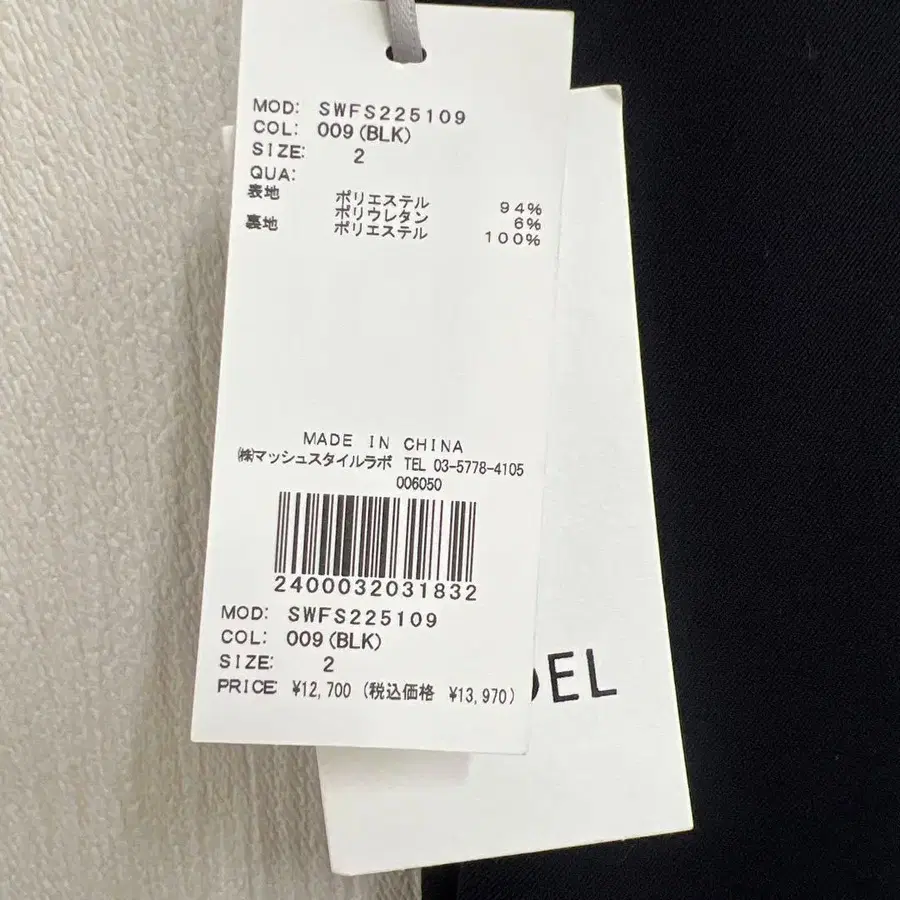 MOD: SWFS225109
COL: 009(BLK)
SIZE: 2
QUA:
表地 ポリエステル 94%
ポリウレタン 6%
裏地 ポリエステル 100%
MADE IN CHINA
㈱マッシュスタイルラボ TEL 03-5778-4105
006050
2400032031832
MOD: SWFS225109
COL: 009(BLK)
SIZE: 2
PRICE: ¥12,700 (税込価格 ¥13,970)
DEL